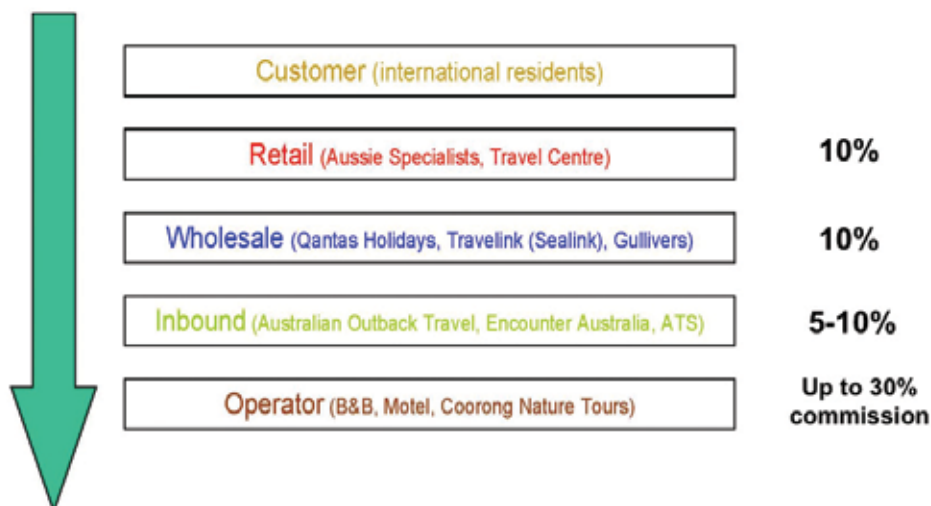 Customer (international residents)
Retail (Aussie Specialists, Travel Centre)
10%
Wholesale (Qantas Holidays, Travelink (Sealink), Gullivers)
10%
Inbound (Australian Outback Travel, Encounter Australia, ATS)
5-10%
Operator (B&B, Motel, Coorong Nature Tours)
Up to 30%
commission